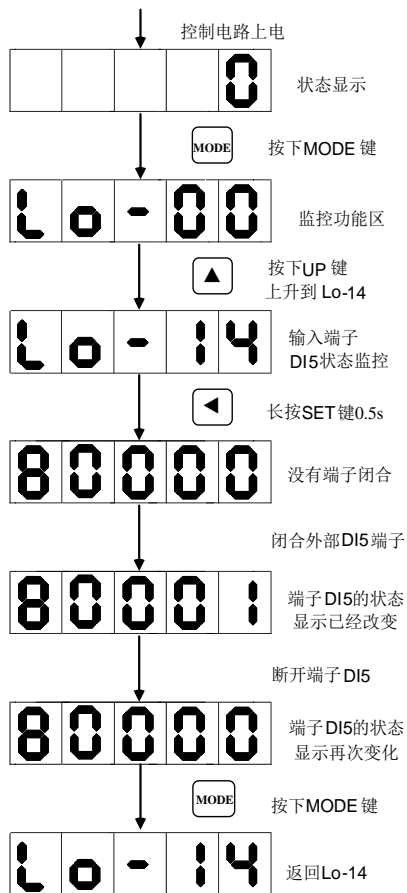 控制电路上电
0
状态显示
MODE
按下MODE 键
Lo-00
监控功能区
按下UP 键
上升到 Lo-14
Lo-14
输入端子
DI5状态监控
长按SET 键0.5s
80000
没有端子闭合
闭合外部DI5 端子
80001
端子DI5的状态
显示已经改变
断开端子DI5
80000
端子DI5的状态
显示再次变化
MODE
按下MODE 键
Lo-14
返回Lo-14